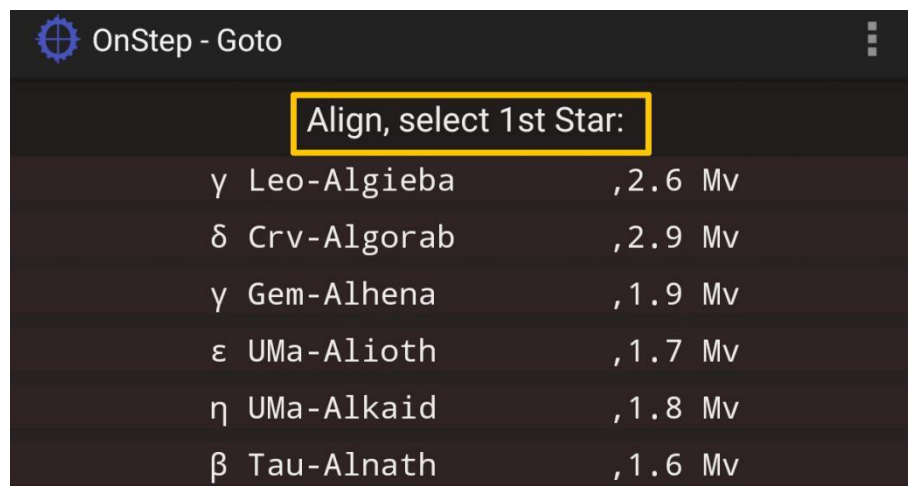 OnStep - Goto
Align, select 1st Star:
γ Leo-Algieba ,2.6 Mv
δ Crv-Algorab ,2.9 Mv
γ Gem-Alhena ,1.9 Mv
ε UMa-Alioth ,1.7 Mv
η UMa-Alkaid ,1.8 Mv
β Tau-Alnath ,1.6 Mv